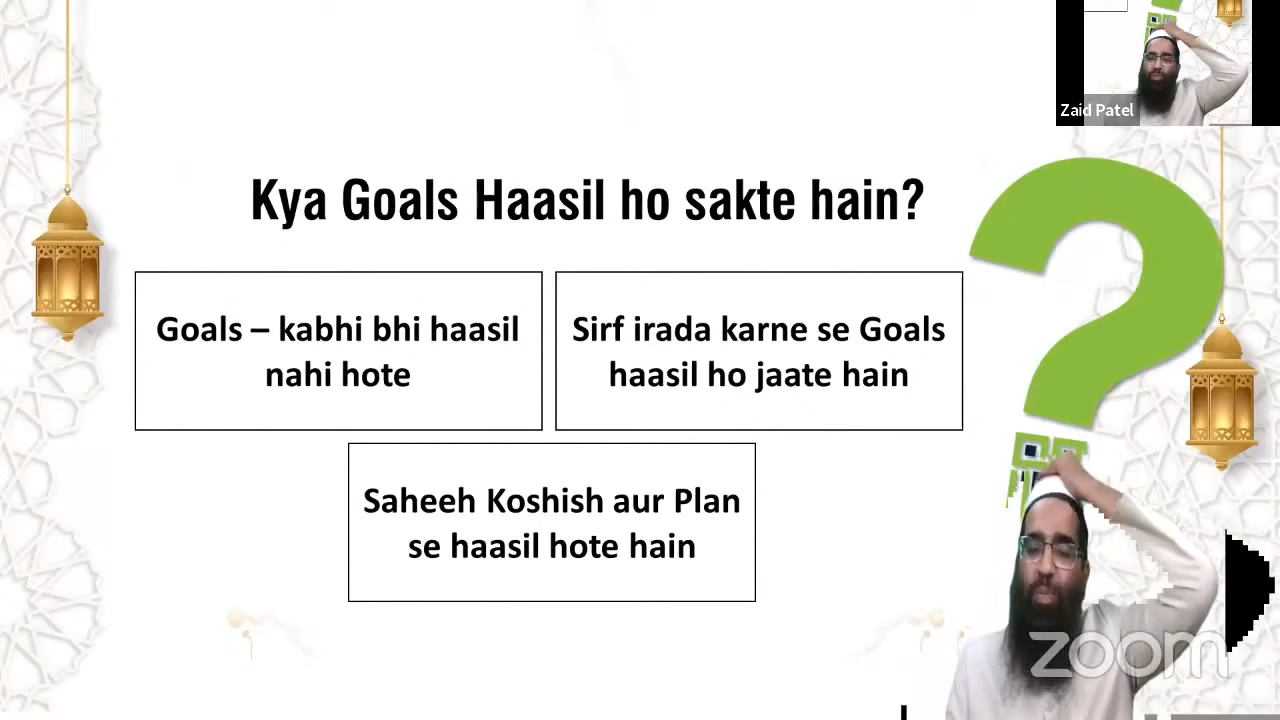 Zaid Patel
Kya Goals Haasil ho sakte hain?
Goals – kabhi bhi haasil
nahi hote
Sirf irada karne se Goals
haasil ho jaate hain
Saheeh Koshish aur Plan
se haasil hote hain
zoom